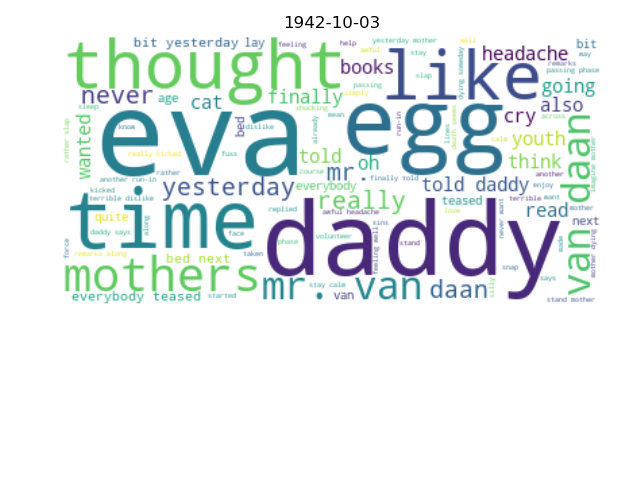 1942-10-03
bit yesterday lay
feeling
help
yesterday mother
awful
stay
well
bit
may
thought
like
headache
remarks
passing phase
books
slap
going
never
age
cat
finally
passing
simply
also
sleep
eva
egg
already
mean
run-in
lines
death seems
dying someday
cry
across
rather slap
wanted
know
really kicked
bed
dislike
shocking
calm
youth
told
oh
course
think
van daan
another run-in
rather
fuss
mr.
finally told
another
imagine mother
kicked
terrible dislike
yesterday
everybody
told daddy
enjoy
time
really
teased
terrible
want
along
replied
awful headache
love
never want
read
mother
quite
daddy says
face
daddy
volunteer
sins
stand
next
made
force
remarks along
bed next
taken
phase
feeling well
snap
mother dying
mothers
mr. van
stay calm
daan
silly
says
everybody teased
started
van
stand mother